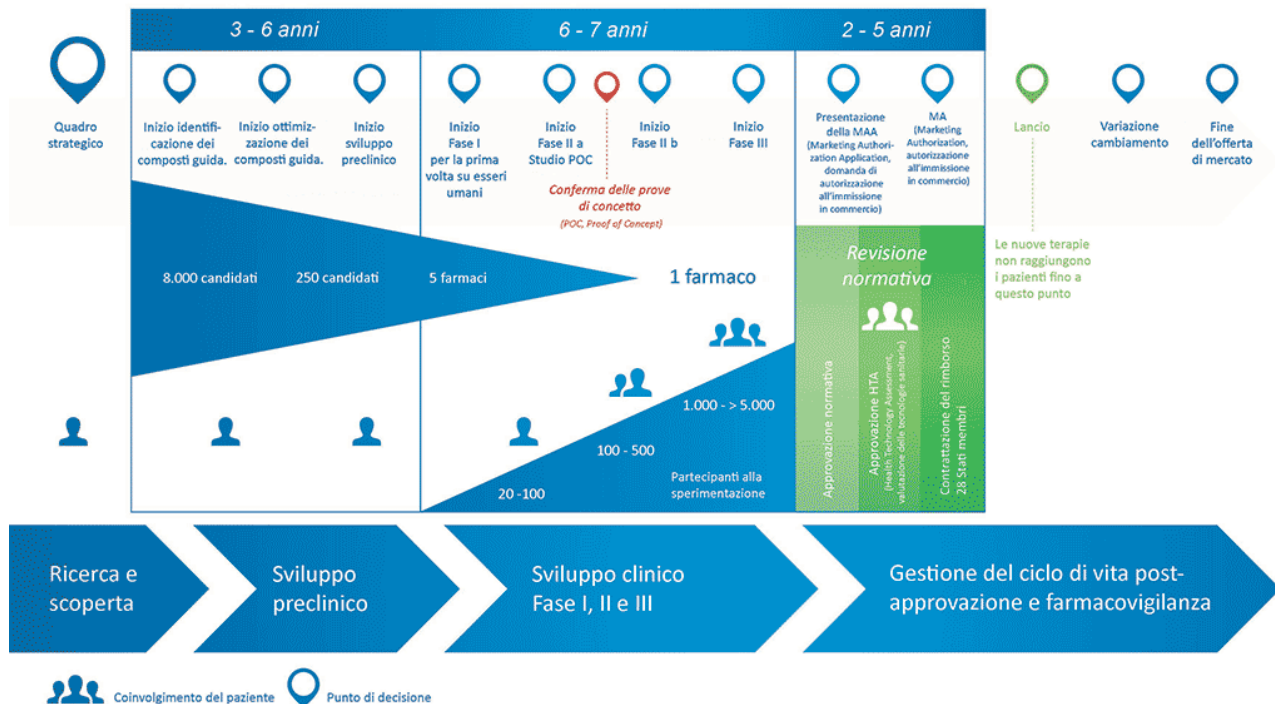 3 - 6 anni
6 - 7 anni
2 - 5 anni
Quadro
strategico
Inizio identifi-
cazione dei
composti guida.
Inizio ottimiz-
zazione dei
composti guida.
Inizio
sviluppo
preclinico
Inizio
Fase I
per la prima
volta su esseri
umani
Inizio
Fase II a
Studio POC
Conferma delle prove
di concetto
(POC, Proof of Concept)
Inizio
Fase II b
Inizio
Fase III
Presentazione
della MAA
(Marketing Authori-
zation Application,
domanda di
autorizzazione
all'immissione
in commercio)
MA
(Marketing
Authorization,
autorizzazione
all'immissione
in commercio)
Lancio
Variazione
cambiamento
Fine
dell'offerta
di mercato
8.000 candidati
250 candidati
5 farmaci
1 farmaco
Revisione
normativa
Le nuove terapie
non raggiungono
i pazienti fino a
questo punto
20 -100
100 - 500
1.000 - > 5.000
Partecipanti alla
sperimentazione
Approvazione normativa
Approvazione HTA
(Health Technology Assessment,
valutazione delle tecnologie sanitarie)
Contrattazione del rimborso
28 Stati membri
Ricerca e
scoperta
Sviluppo
preclinico
Sviluppo clinico
Fase I, II e III
Gestione del ciclo di vita post-
approvazione e farmacovigilanza
Coinvolgimento del paziente
Punto di decisione